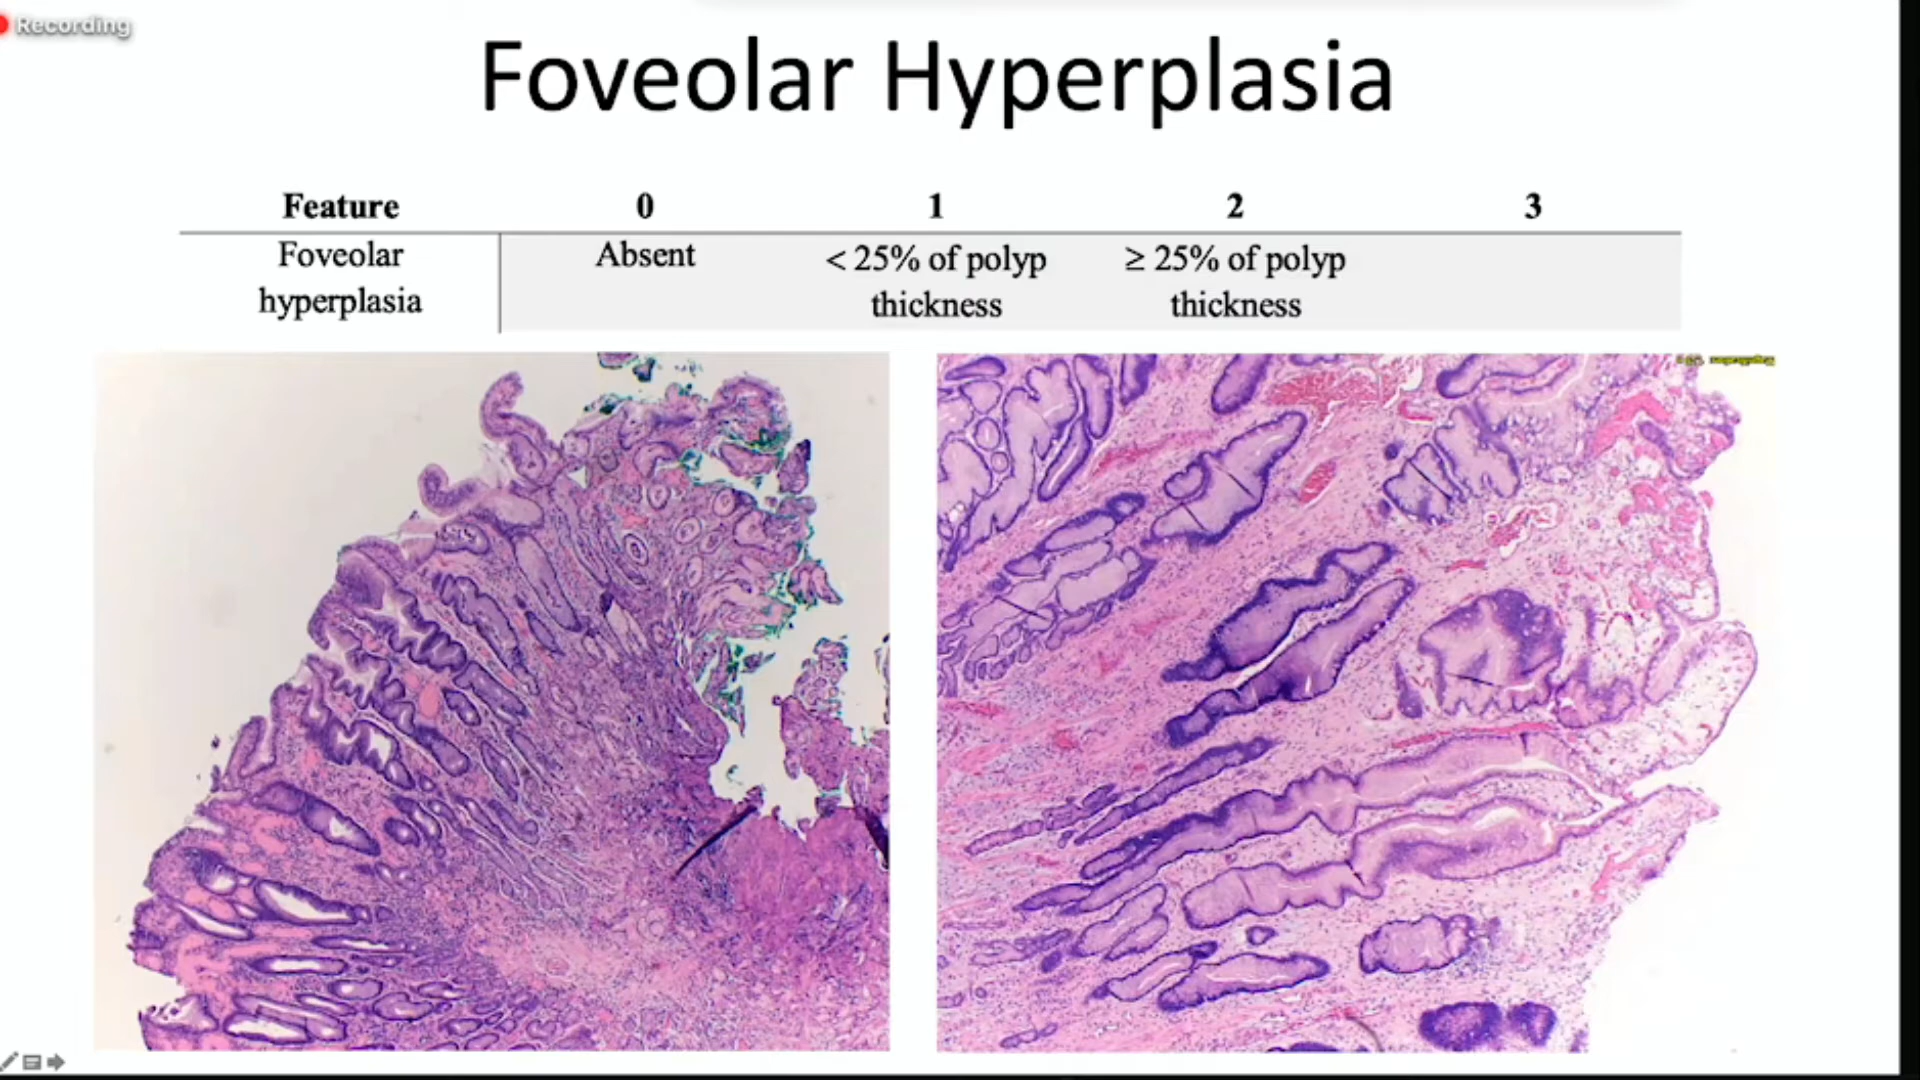 Recording
Foveolar Hyperplasia
Feature 0 1 2 3
Foveolar hyperplasia Absent < 25% of polyp thickness ≥ 25% of polyp thickness